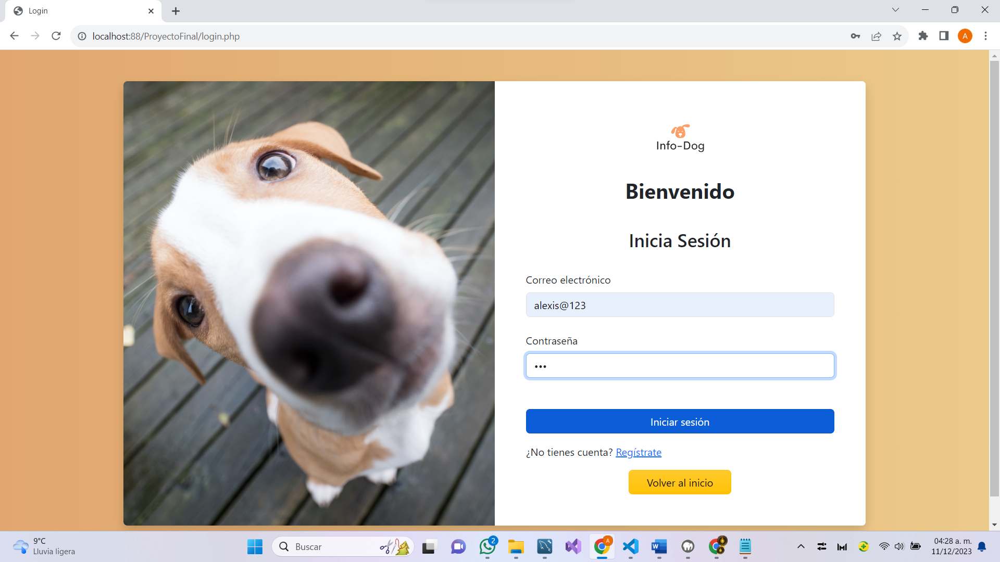 Login
localhost:88/ProyectoFinal/login.php
A
Info-Dog
Bienvenido
Inicia Sesión
Correo electrónico
alexis@123
Contraseña
•••
Iniciar sesión
¿No tienes cuenta? Regístrate
Volver al inicio
9°C
Lluvia ligera
Buscar
2
A
W
04:28 a. m.
11/12/2023